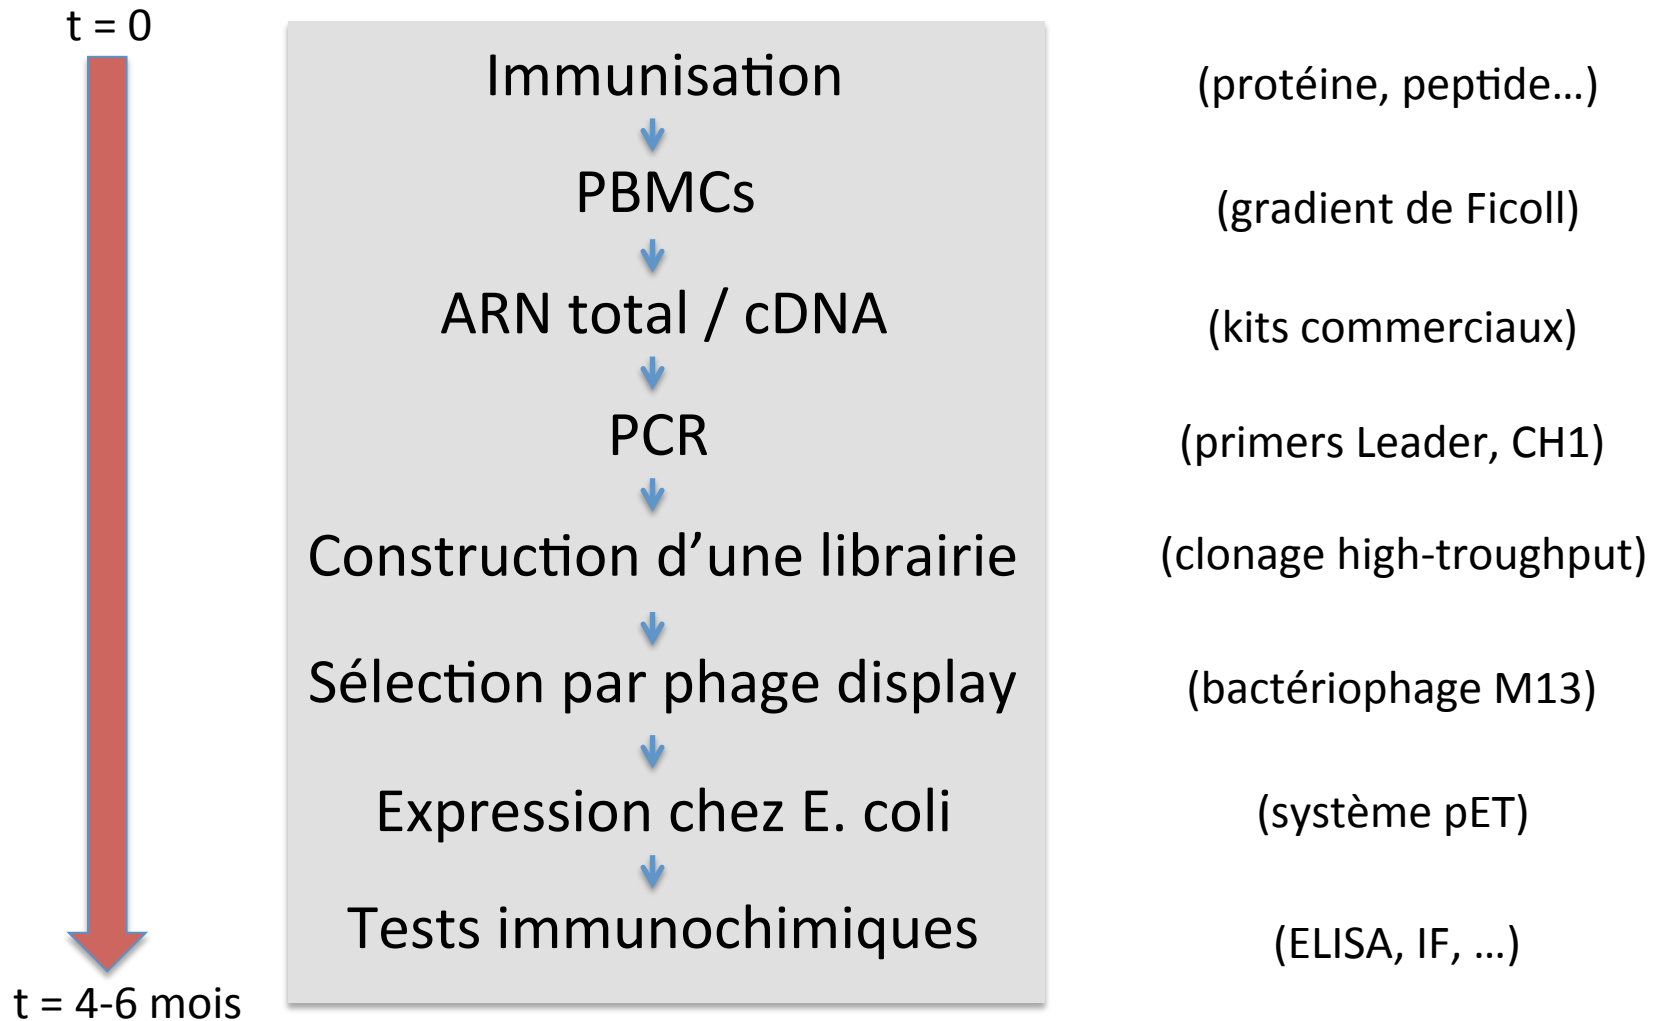 t = 0
Immunisation
(protéine, peptide…)
PBMCs
(gradient de Ficoll)
ARN total / cDNA
(kits commerciaux)
PCR
(primers Leader, CH1)
Construction d’une librairie
(clonage high-troughput)
Sélection par phage display
(bactériophage M13)
Expression chez E. coli
(système pET)
Tests immunochimiques
(ELISA, IF, …)
t = 4-6 mois